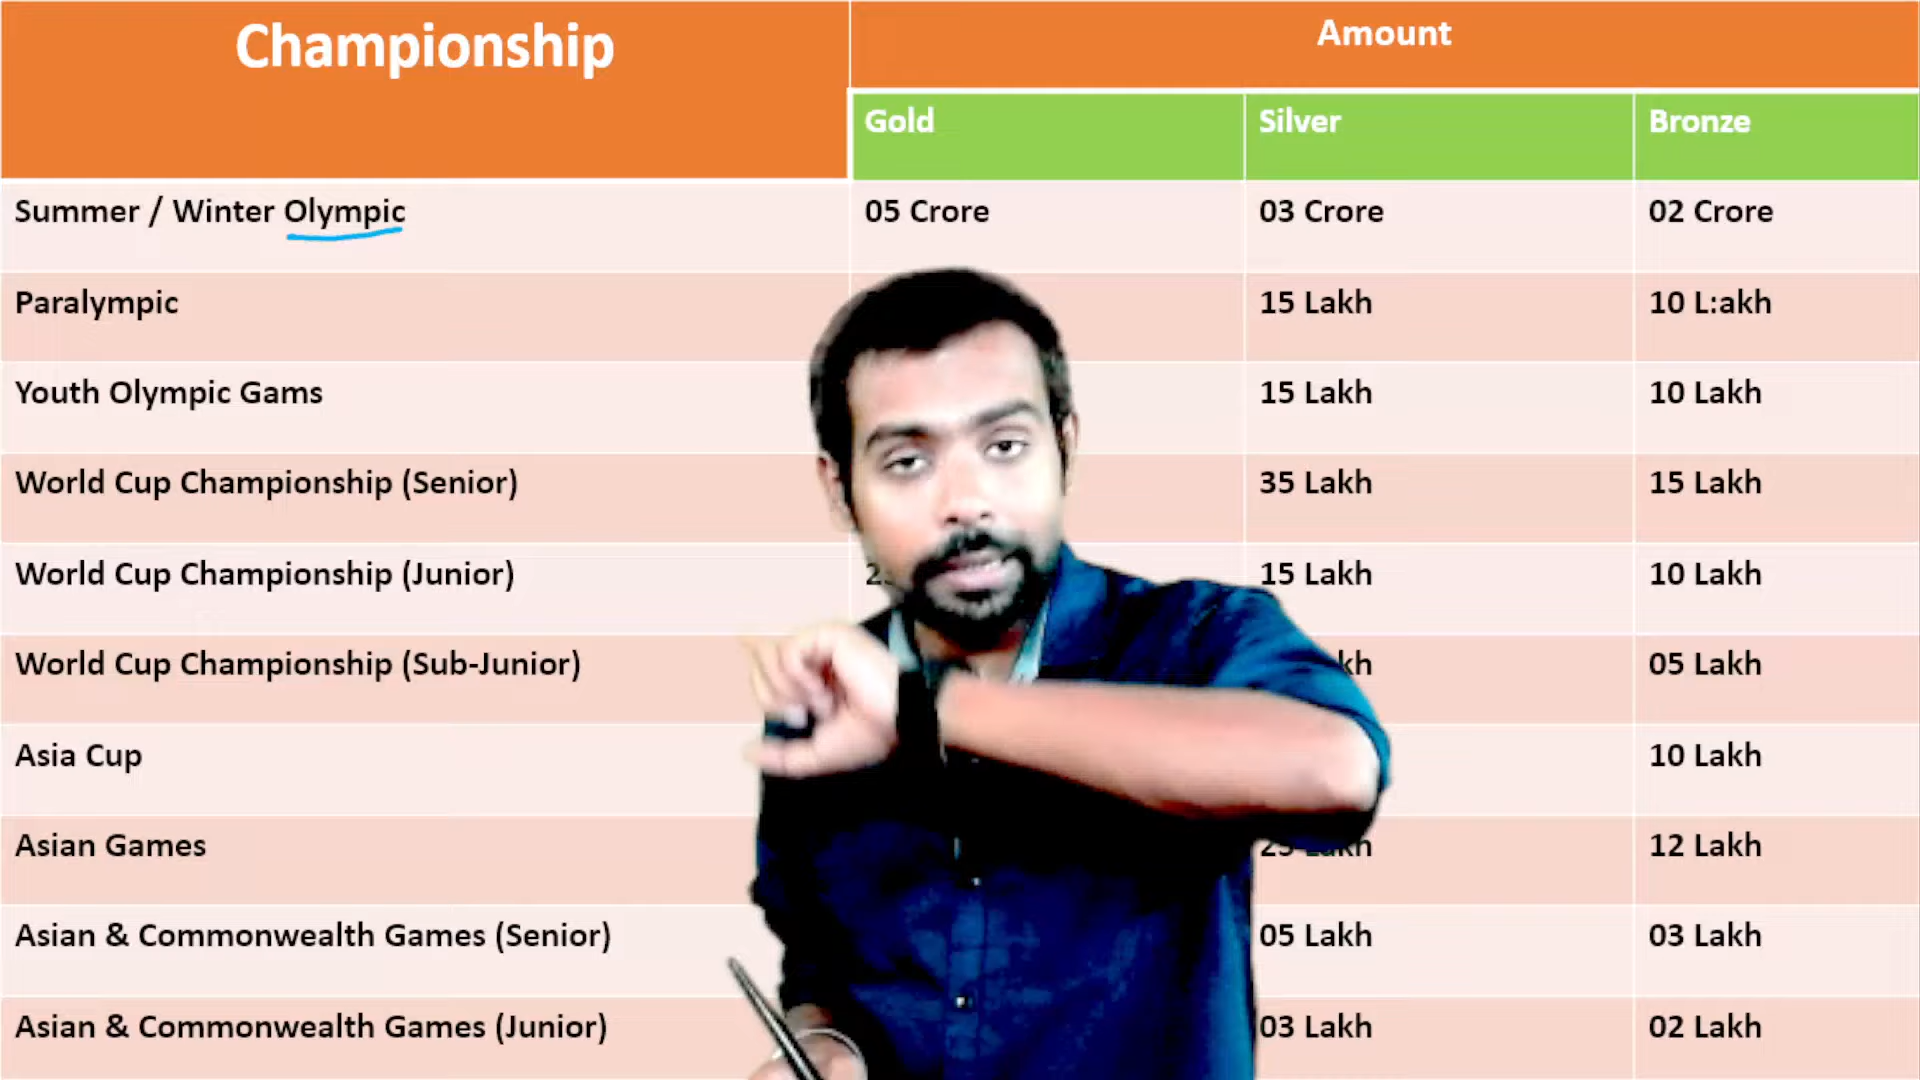 Championship
Amount
Gold Silver Bronze
Summer / Winter Olympic 05 Crore 03 Crore 02 Crore
Paralympic 15 Lakh 10 L:akh
Youth Olympic Gams 15 Lakh 10 Lakh
World Cup Championship (Senior) 35 Lakh 15 Lakh
World Cup Championship (Junior) 15 Lakh 10 Lakh
World Cup Championship (Sub-Junior) 05 Lakh
Asia Cup 10 Lakh
Asian Games 12 Lakh
Asian & Commonwealth Games (Senior) 05 Lakh 03 Lakh
Asian & Commonwealth Games (Junior) 03 Lakh 02 Lakh